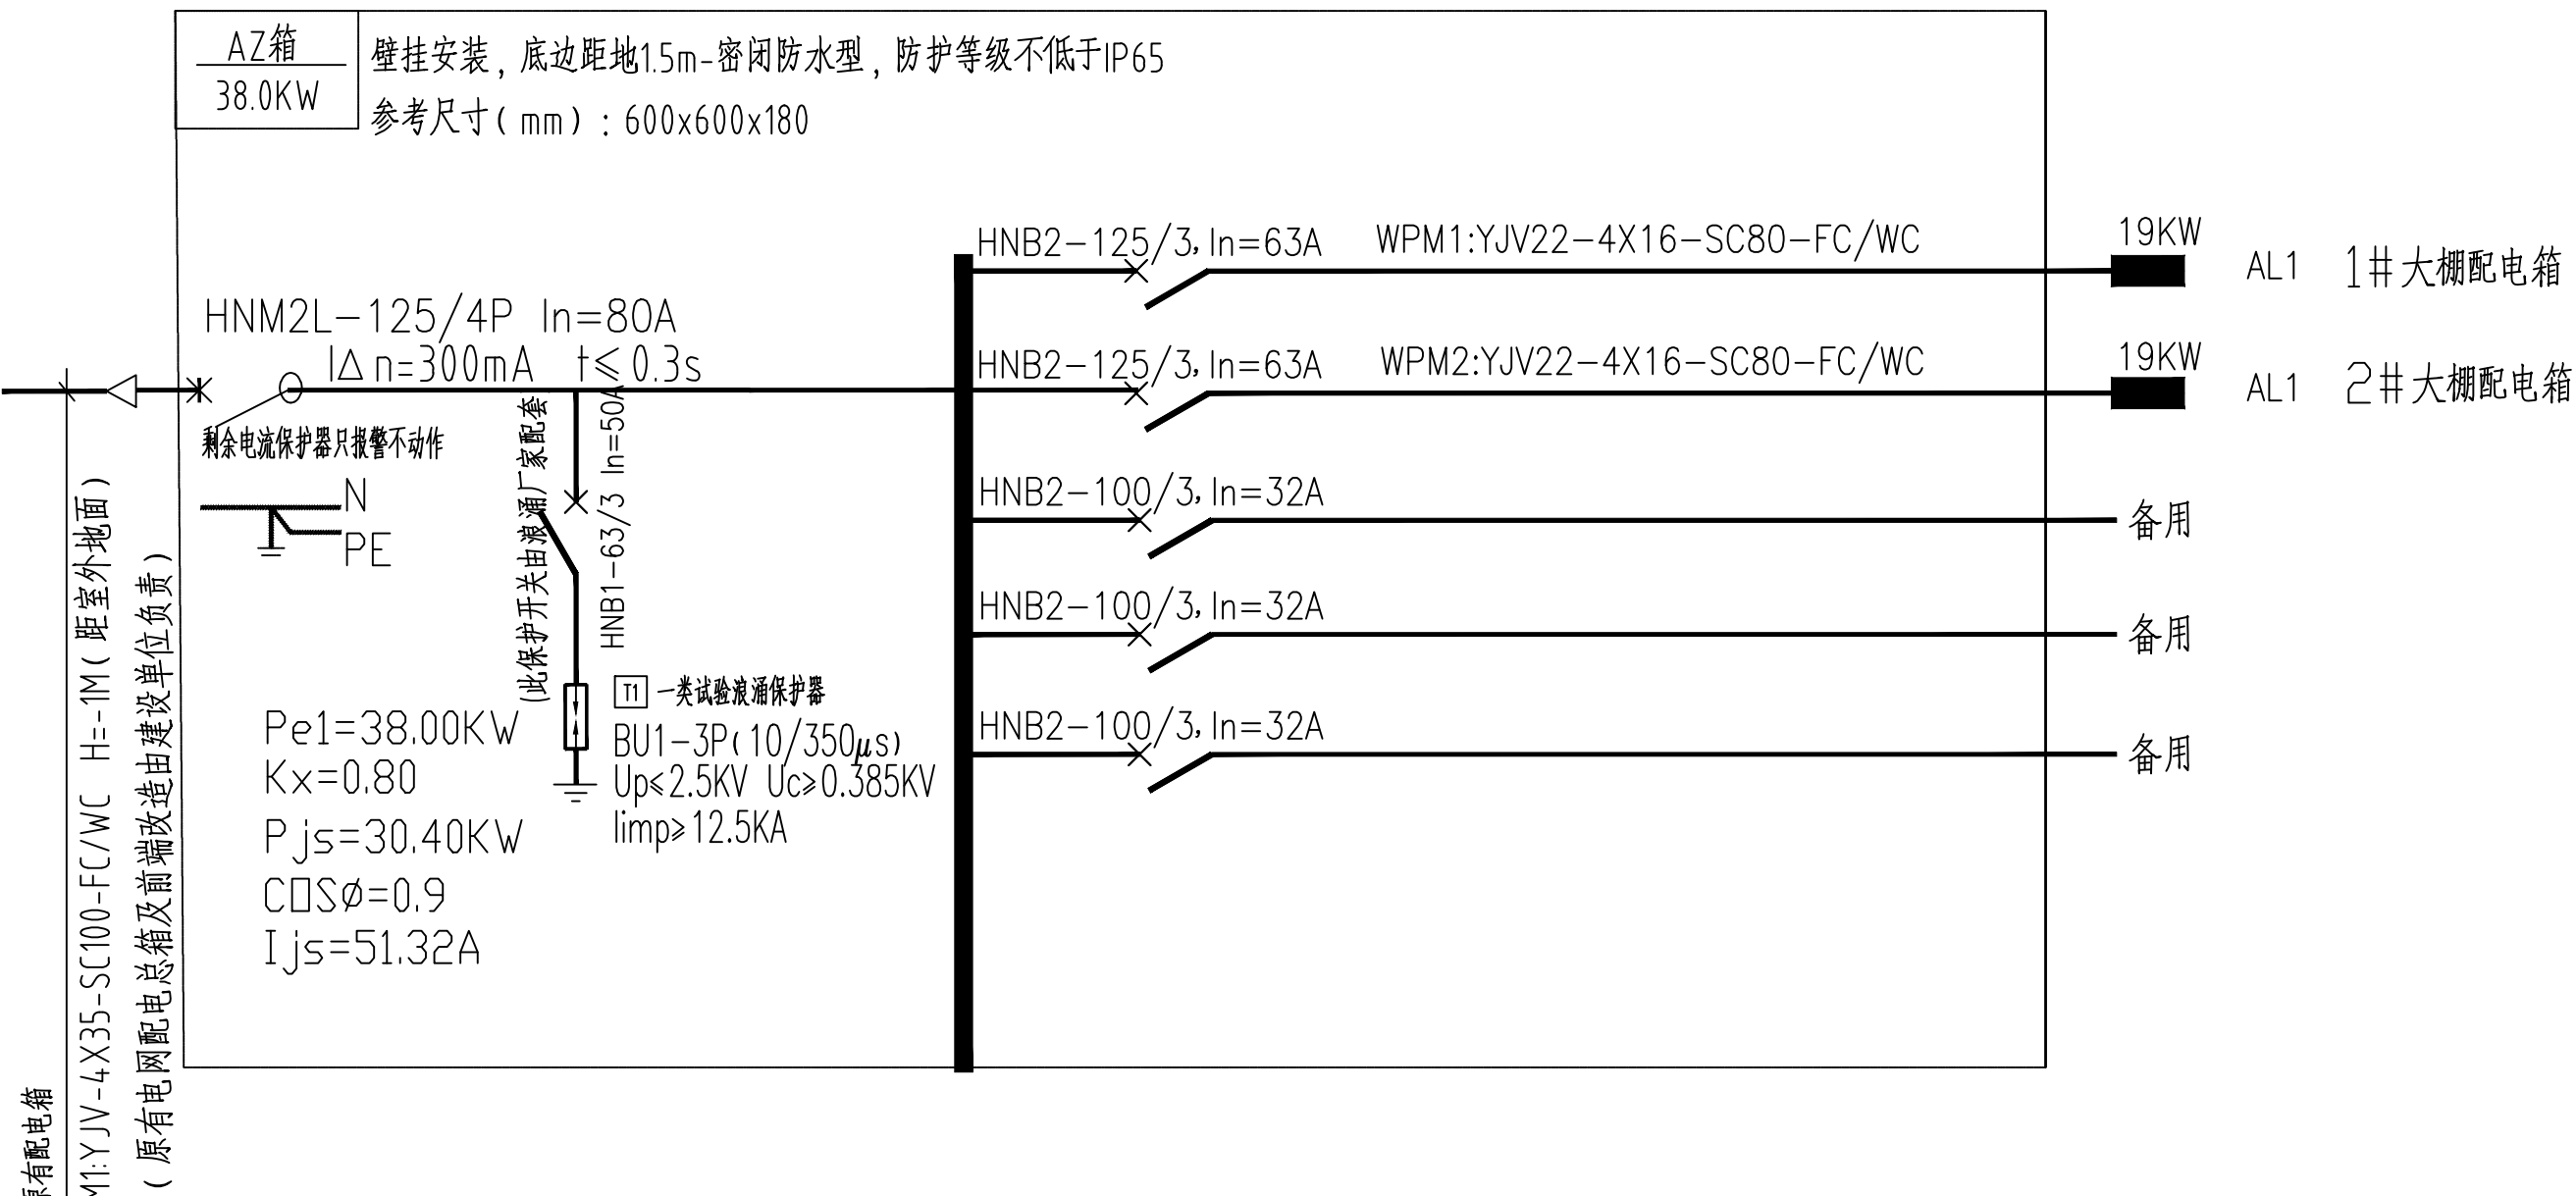 AZ箱
38.0KW
壁挂安装，底边距地1.5m-密闭防水型，防护等级不低于IP65
参考尺寸(mm):600x600x180
HNM2L-125/4P In=80A
I△n=300mA t≤0.3s
剩余电流保护器只报警不动作
N
PE
(此保护开关由浪涌厂家配套
HNB1-63/3 In=50A
T1 一类试验浪涌保护器
BU1-3P(10/350μs)
Up≤2.5KV Uc≥0.385KV
Iimp≥12.5KA
Pe1=38.00KW
Kx=0.80
Pjs=30.40KW
COSø=0.9
Ijs=51.32A
HNB2-125/3,In=63A WPM1:YJV22-4X16-SC80-FC/WC 19KW AL1 1#大棚配电箱
HNB2-125/3,In=63A WPM2:YJV22-4X16-SC80-FC/WC 19KW AL1 2#大棚配电箱
HNB2-100/3,In=32A 备用
HNB2-100/3,In=32A 备用
HNB2-100/3,In=32A 备用
原有配电箱
M1:YJV-4X35-SC100-FC/WC H=-1M(距室外地面)
(原有电网配电总箱及前端改造由建设单位负责)